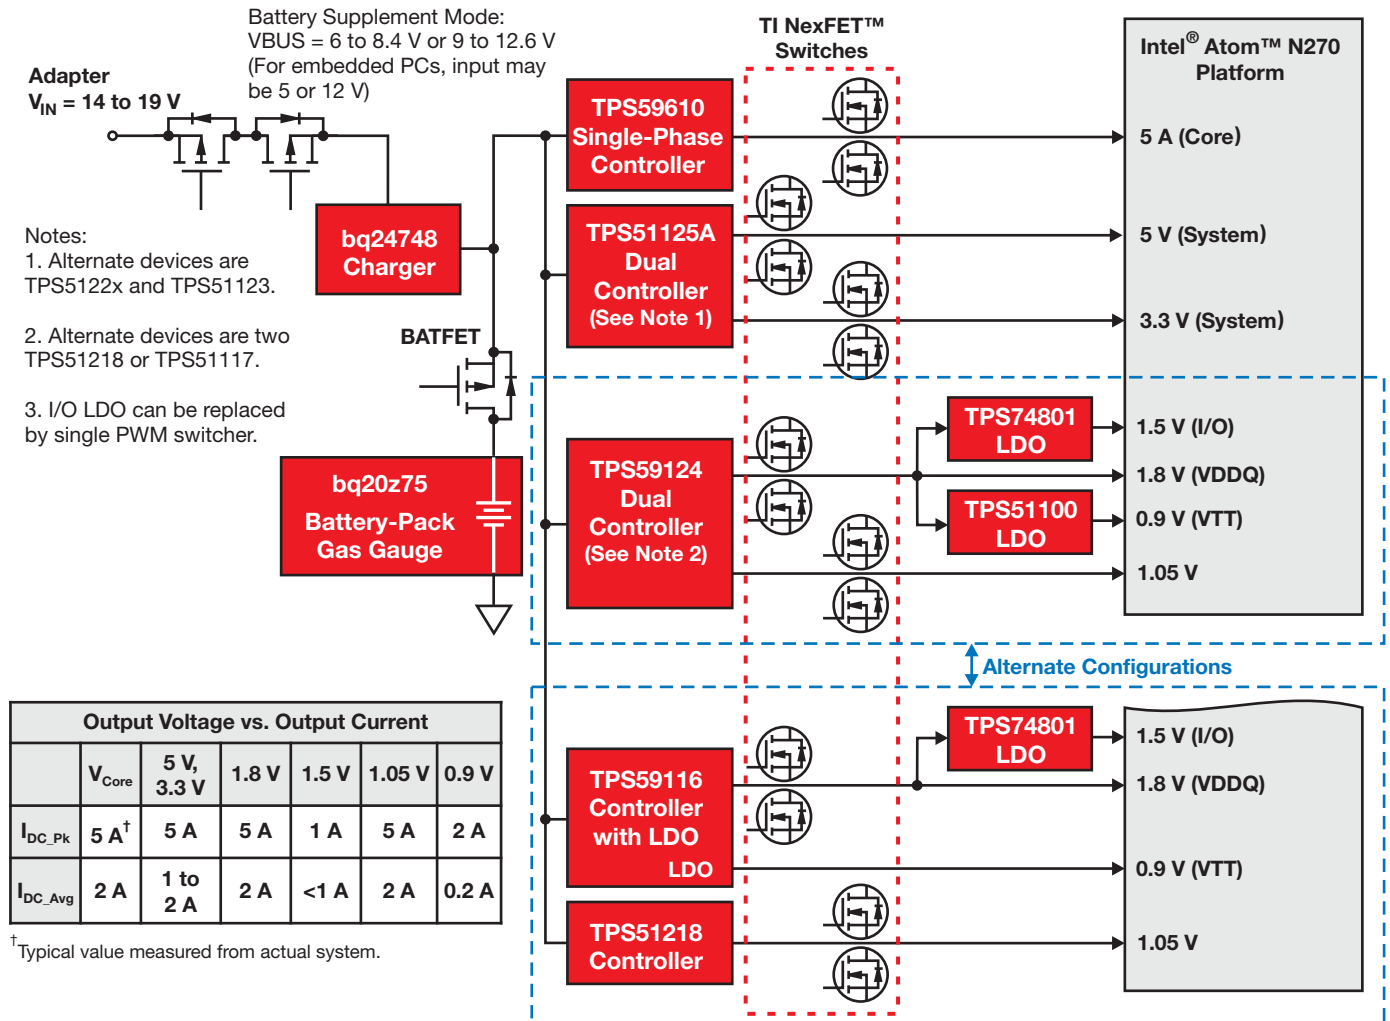 Battery Supplement Mode:
VBUS = 6 to 8.4 V or 9 to 12.6 V
(For embedded PCs, input may
be 5 or 12 V)
Adapter
V_IN = 14 to 19 V
TI NexFET™
Switches
Intel® Atom™ N270
Platform
TPS59610
Single-Phase
Controller
5 A (Core)
bq24748
Charger
TPS51125A
Dual
Controller
(See Note 1)
5 V (System)
3.3 V (System)
Notes:
1. Alternate devices are
TPS5122x and TPS51123.
2. Alternate devices are two
TPS51218 or TPS51117.
3. I/O LDO can be replaced
by single PWM switcher.
BATFET
bq20z75
Battery-Pack
Gas Gauge
TPS59124
Dual
Controller
(See Note 2)
TPS74801
LDO
TPS51100
LDO
1.5 V (I/O)
1.8 V (VDDQ)
0.9 V (VTT)
1.05 V
Alternate Configurations
TPS59116
Controller
with LDO
LDO
TPS74801
LDO
1.5 V (I/O)
1.8 V (VDDQ)
0.9 V (VTT)
TPS51218
Controller
1.05 V
Output Voltage vs. Output Current
V_Core 5 V, 3.3 V 1.8 V 1.5 V 1.05 V 0.9 V
I_DC_Pk 5 A† 5 A 5 A 1 A 5 A 2 A
I_DC_Avg 2 A 1 to 2 A 2 A <1 A 2 A 0.2 A
†Typical value measured from actual system.